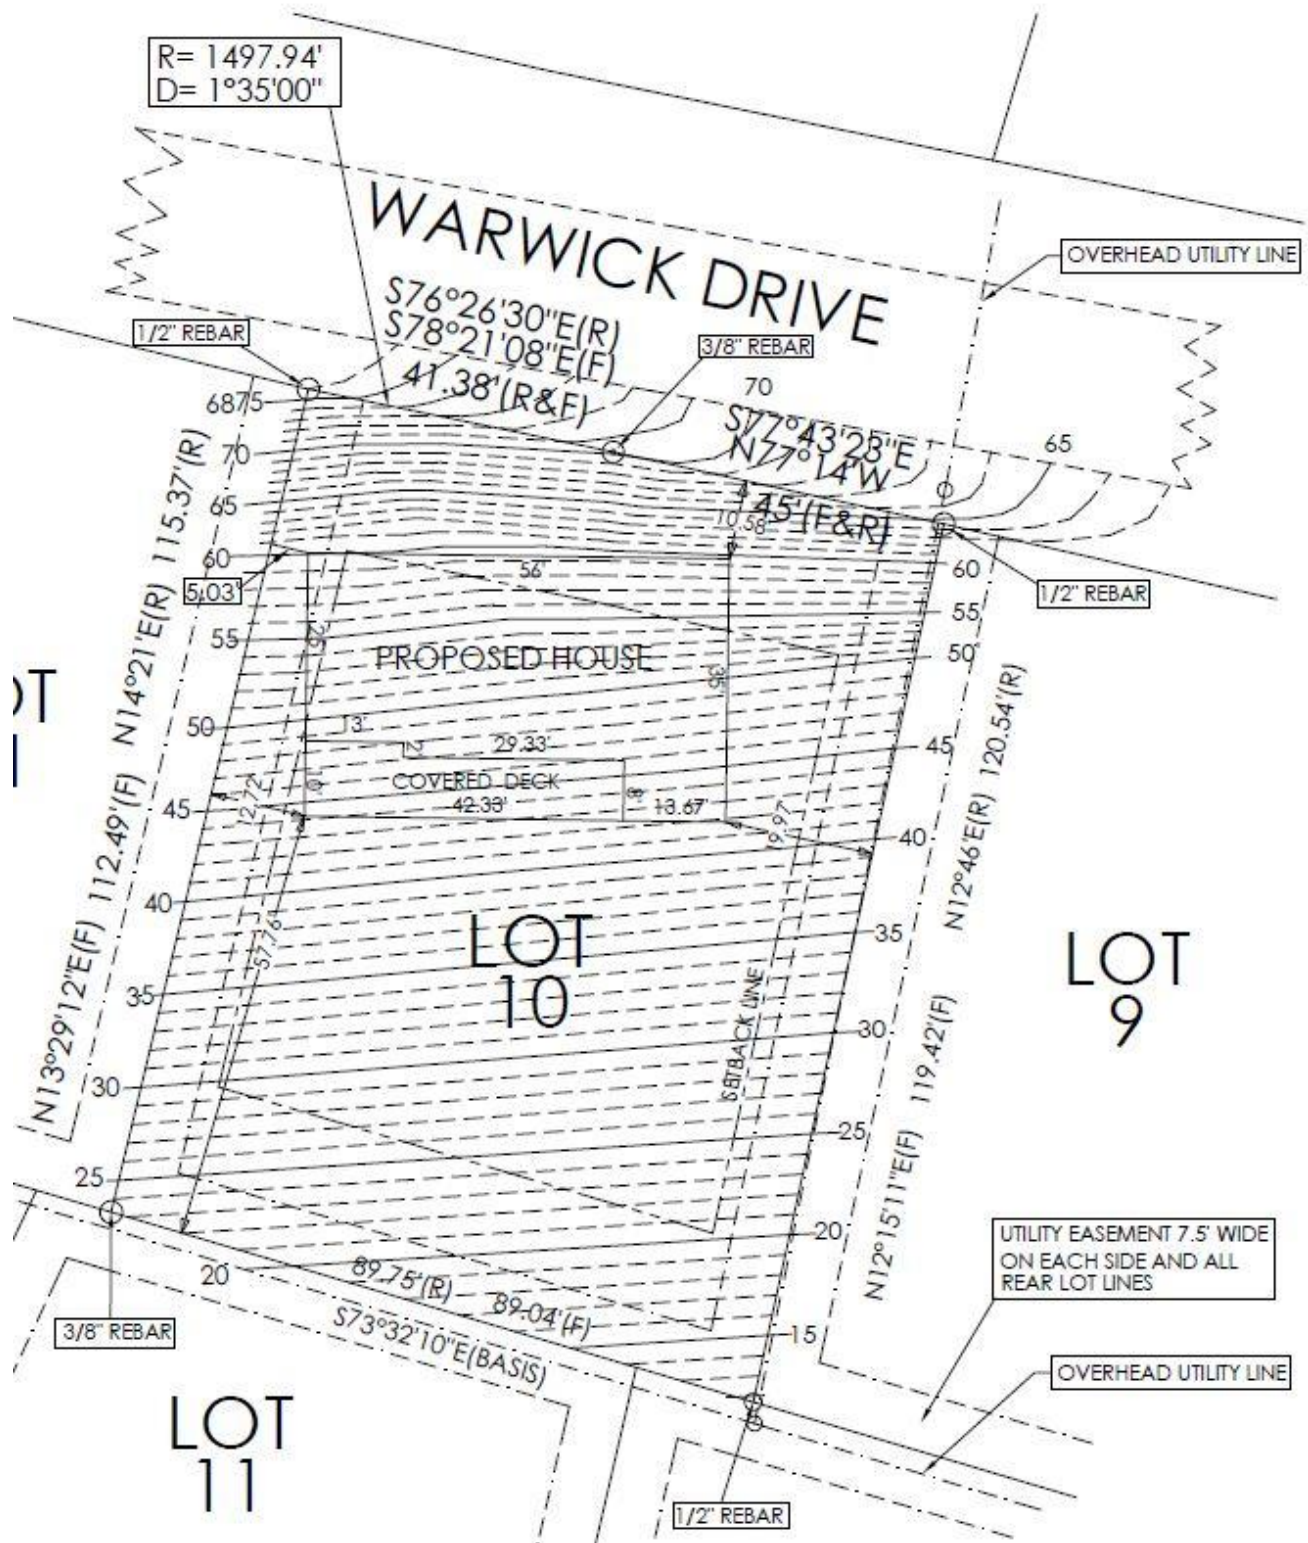 R= 1497.94'
D= 1°35'00"
WARWICK DRIVE
OVERHEAD UTILITY LINE
S76°26'30"E(R)
S78°21'08"E(F)
41.38'(R&F)
1/2" REBAR
3/8" REBAR
70
S77°43'23"E
N77°14'W
45'(F&R)
65
6875
70
65
60
55
50
45
40
35
30
25
20
10.58
60
55
50
45
40
35
30
25
20
15
1/2" REBAR
5.03'
56'
26'
PROPOSED HOUSE
35'
13'
2'
29.33'
10'
COVERED DECK
42.33'
8'
13.67'
12.72'
19.97'
57.76'
LOT
10
SETBACK LINE
N13°29'12"E(F) 112.49'(F) N14°21'E(R) 115.37'(R)
N12°15'11"E(F) 119.42'(F) N12°46'E(R) 120.54'(R)
LOT
9
UTILITY EASEMENT 7.5' WIDE
ON EACH SIDE AND ALL
REAR LOT LINES
89.75'(R)
89.04'(F)
S73°32'10"E(BASIS)
3/8" REBAR
OVERHEAD UTILITY LINE
LOT
11
1/2" REBAR